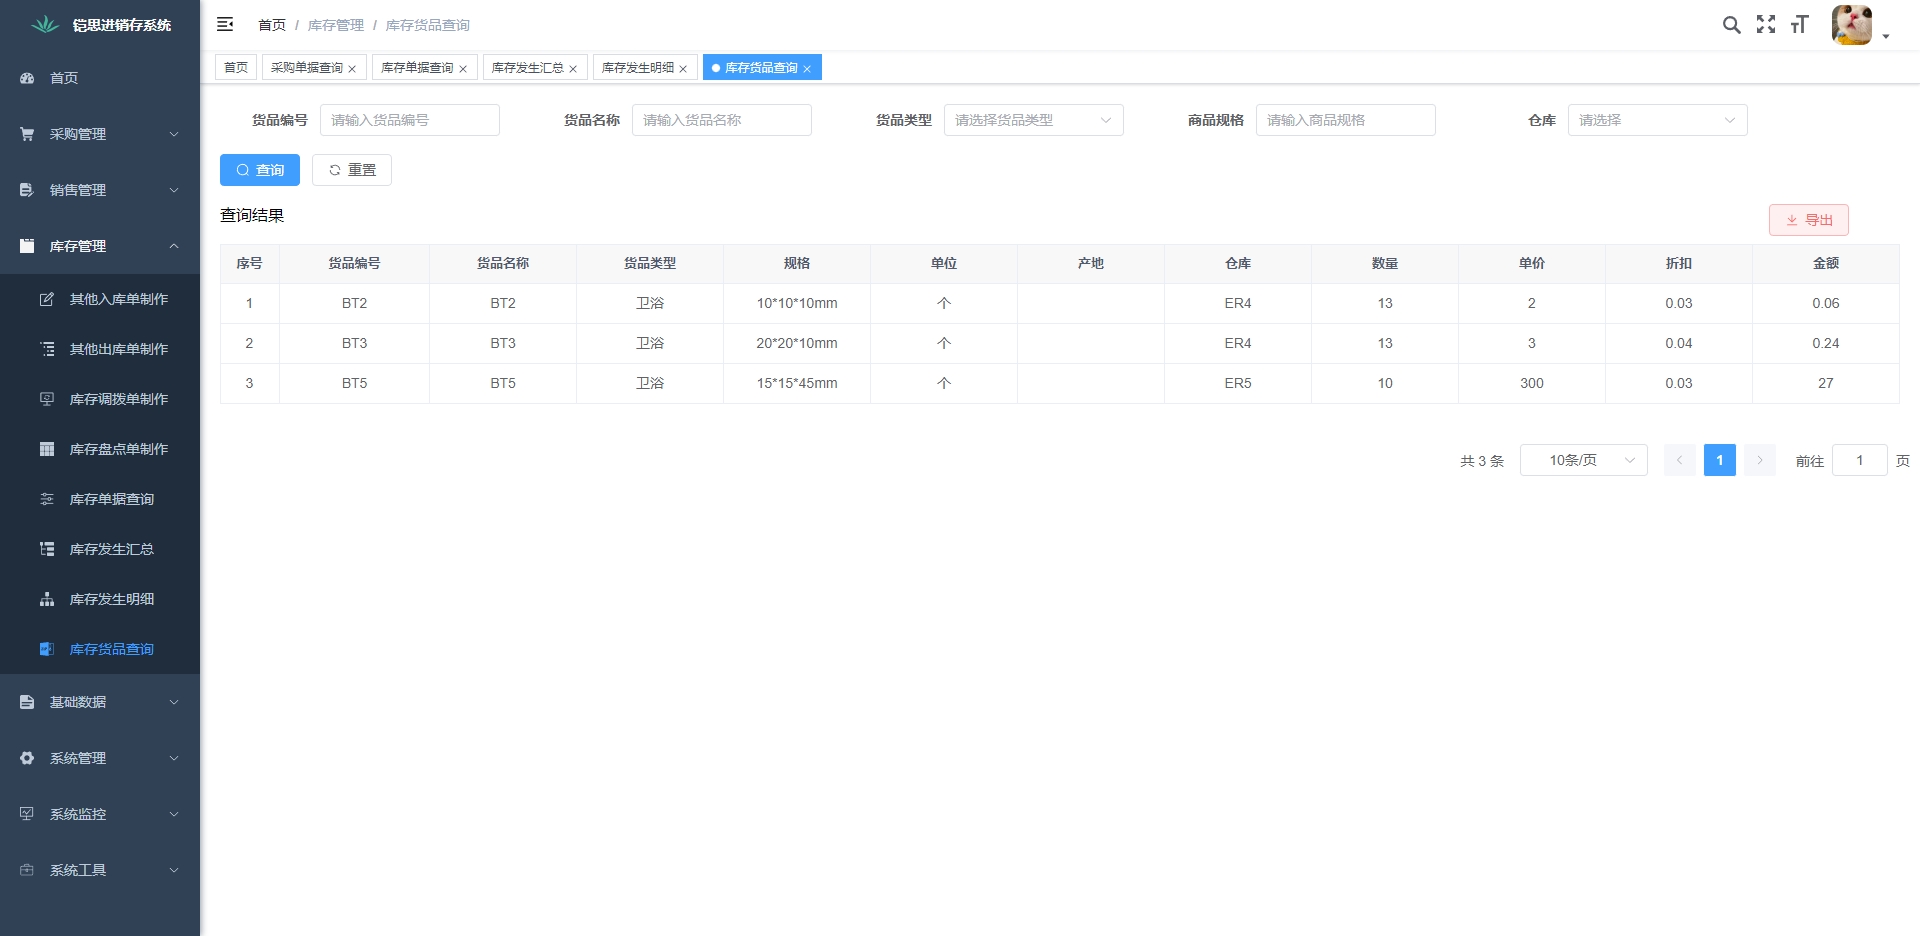 铠思进销存系统
首页 / 库存管理 / 库存货品查询
首页
采购管理
销售管理
库存管理
其他入库单制作
其他出库单制作
库存调拨单制作
库存盘点单制作
库存单据查询
库存发生汇总
库存发生明细
库存货品查询
基础数据
系统管理
系统监控
系统工具
首页 采购单据查询 × 库存单据查询 × 库存发生汇总 × 库存发生明细 × 库存货品查询 ×
货品编号 请输入货品编号 货品名称 请输入货品名称 货品类型 请选择货品类型 商品规格 请输入商品规格 仓库 请选择
查询 重置
查询结果
导出
序号 货品编号 货品名称 货品类型 规格 单位 产地 仓库 数量 单价 折扣 金额
1 BT2 BT2 卫浴 10*10*10mm 个 ER4 13 2 0.03 0.06
2 BT3 BT3 卫浴 20*20*10mm 个 ER4 13 3 0.04 0.24
3 BT5 BT5 卫浴 15*15*45mm 个 ER5 10 300 0.03 27
共 3 条 10条/页 1 前往 1 页